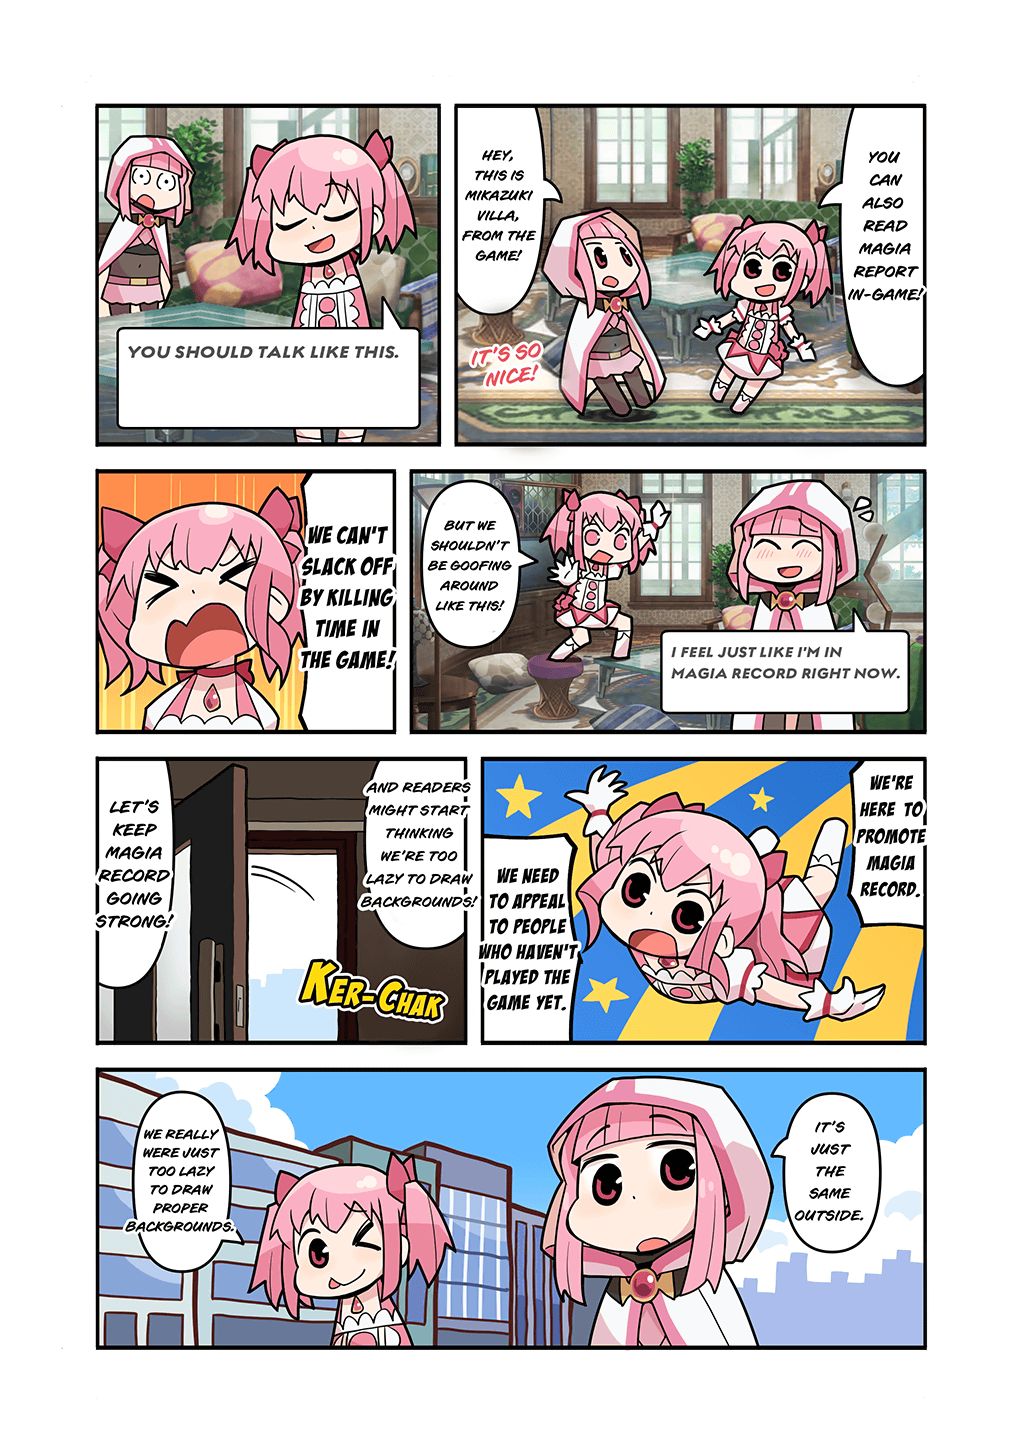 YOU
CAN
ALSO
READ
MAGIA
REPORT
IN-GAME!
HEY,
THIS IS
MIKAZUKI
VILLA,
FROM THE
GAME!
IT'S SO
NICE!
YOU SHOULD TALK LIKE THIS.
I FEEL JUST LIKE I'M IN
MAGIA RECORD RIGHT NOW.
BUT WE
SHOULDN'T
BE GOOFING
AROUND
LIKE THIS!
WE CAN'T
SLACK OFF
BY KILLING
TIME IN
THE GAME!
WE'RE
HERE TO
PROMOTE
MAGIA
RECORD.
WE NEED
TO APPEAL
TO PEOPLE
WHO HAVEN'T
PLAYED THE
GAME YET.
AND READERS
MIGHT START
THINKING
WE'RE TOO
LAZY TO DRAW
BACKGROUNDS!
KER-CHAK
LET'S
KEEP
MAGIA
RECORD
GOING
STRONG!
IT'S
JUST
THE
SAME
OUTSIDE.
WE REALLY
WERE JUST
TOO LAZY
TO DRAW
PROPER
BACKGROUNDS.